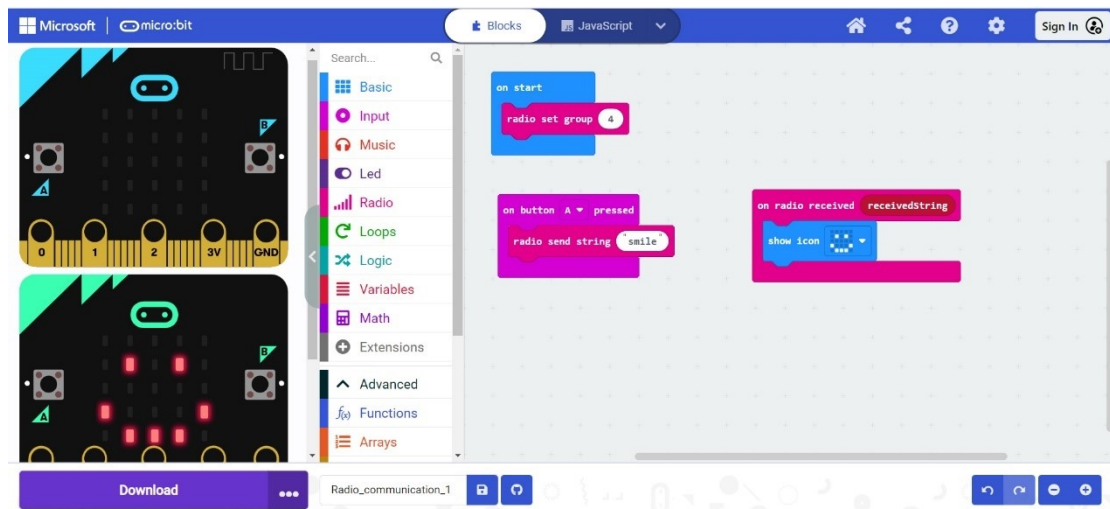 Microsoft | micro:bit
Blocks
JavaScript
Sign In
B
A
0 1 2 3V GND
B
A
Search...
Basic
Input
Music
Led
Radio
Loops
Logic
Variables
Math
Extensions
Advanced
Functions
Arrays
on start
radio set group 4
on button A pressed
radio send string "smile"
on radio received receivedString
show icon
Download
Radio_communication_1